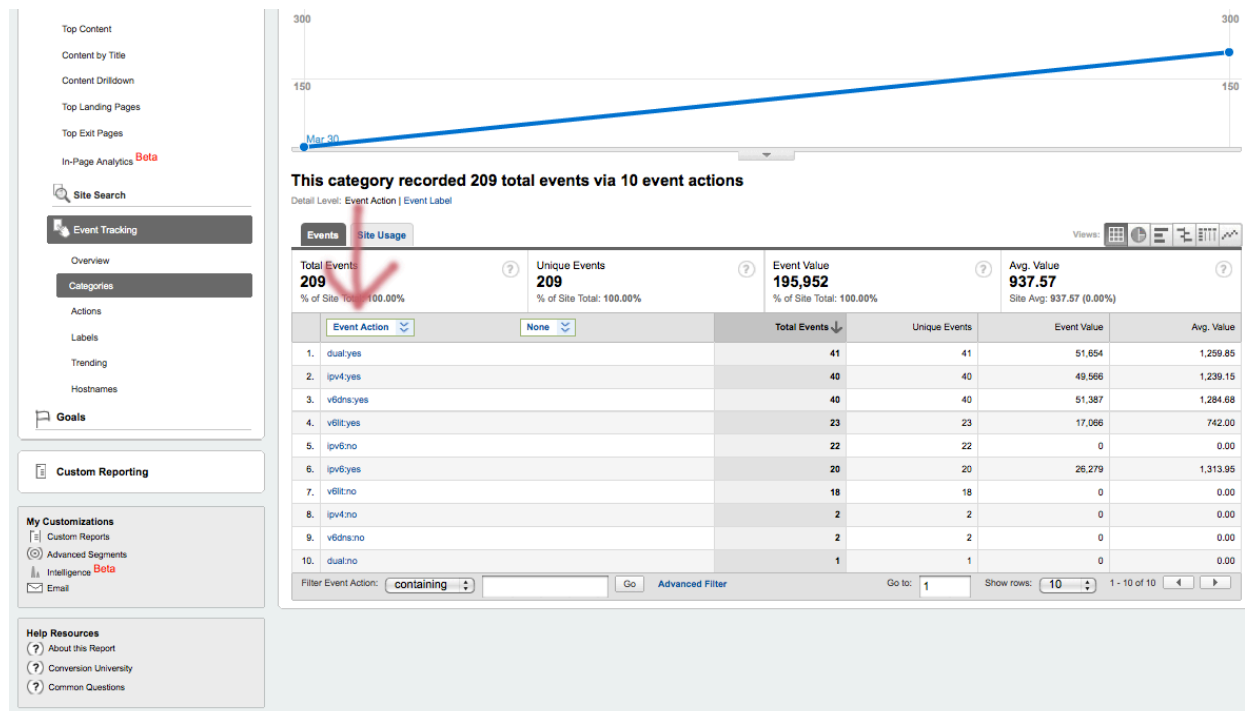 Top Content
Content by Title
Content Drilldown
Top Landing Pages
Top Exit Pages
In-Page Analytics Beta
Site Search
Event Tracking
Overview
Categories
Actions
Labels
Trending
Hostnames
Goals
Custom Reporting
My Customizations
Custom Reports
Advanced Segments
Intelligence Beta
Email
Help Resources
(?) About this Report
(?) Conversion University
(?) Common Questions
300 300
150 150
Mar 30
This category recorded 209 total events via 10 event actions
Detail Level: Event Action | Event Label
Events Site Usage Views:
Total Events ? Unique Events ? Event Value ? Avg. Value ?
209 209 195,952 937.57
% of Site Total: 100.00% % of Site Total: 100.00% % of Site Total: 100.00% Site Avg: 937.57 (0.00%)
Event Action None Total Events Unique Events Event Value Avg. Value
1. dual:yes 41 41 51,654 1,259.85
2. ipv4:yes 40 40 49,566 1,239.15
3. v6dns:yes 40 40 51,387 1,284.68
4. v6lit:yes 23 23 17,066 742.00
5. ipv6:no 22 22 0 0.00
6. ipv6:yes 20 20 26,279 1,313.95
7. v6lit:no 18 18 0 0.00
8. ipv4:no 2 2 0 0.00
9. v6dns:no 2 2 0 0.00
10. dual:no 1 1 0 0.00
Filter Event Action: containing Go Advanced Filter Go to: 1 Show rows: 10 1 - 10 of 10